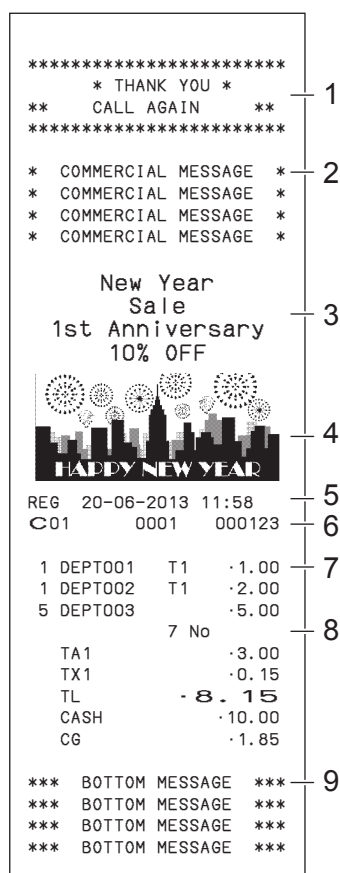 ************************
* THANK YOU *
** CALL AGAIN **
************************
1
* COMMERCIAL MESSAGE *
2
* COMMERCIAL MESSAGE *
* COMMERCIAL MESSAGE *
* COMMERCIAL MESSAGE *
New Year
Sale
3
1st Anniversary
10% OFF
HAPPY NEW YEAR
4
REG 20-06-2013 11:58
5
C01 0001 000123
6
1 DEPT001 T1 ·1.00
7
1 DEPT002 T1 ·2.00
5 DEPT003 ·5.00
7 No
8
TA1 ·3.00
TX1 ·0.15
TL ·8.15
CASH ·10.00
CG ·1.85
*** BOTTOM MESSAGE ***
9
*** BOTTOM MESSAGE ***
*** BOTTOM MESSAGE ***
*** BOTTOM MESSAGE ***